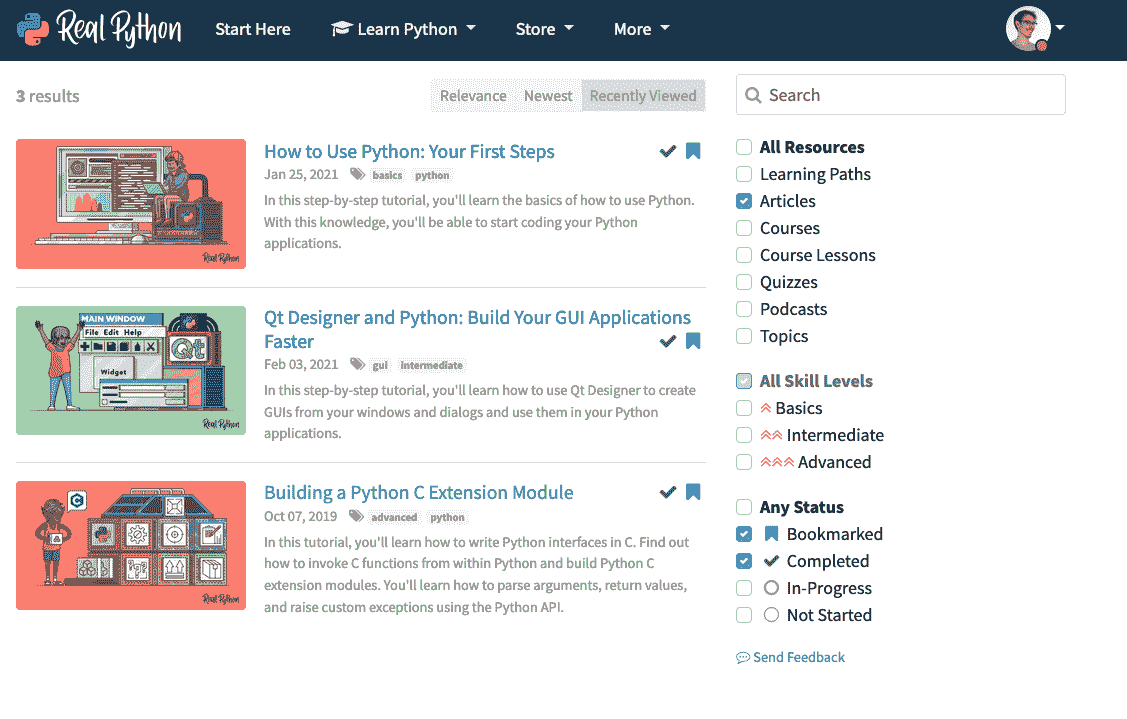 Real Python
Start Here
Learn Python
Store
More
3 results
Relevance
Newest
Recently Viewed
How to Use Python: Your First Steps
Jan 25, 2021
basics
python
In this step-by-step tutorial, you'll learn the basics of how to use Python.
With this knowledge, you'll be able to start coding your Python
applications.
Real Python
MAIN WINDOW
File Edit Help
Widget
Qt
Real Python
Qt Designer and Python: Build Your GUI Applications
Faster
Feb 03, 2021
gui
intermediate
In this step-by-step tutorial, you'll learn how to use Qt Designer to create
GUIs from your windows and dialogs and use them in your Python
applications.
C
Real Python
Building a Python C Extension Module
Oct 07, 2019
advanced
python
In this tutorial, you'll learn how to write Python interfaces in C. Find out
how to invoke C functions from within Python and build Python C
extension modules. You'll learn how to parse arguments, return values,
and raise custom exceptions using the Python API.
Search
All Resources
Learning Paths
Articles
Courses
Course Lessons
Quizzes
Podcasts
Topics
All Skill Levels
Basics
Intermediate
Advanced
Any Status
Bookmarked
Completed
In-Progress
Not Started
Send Feedback